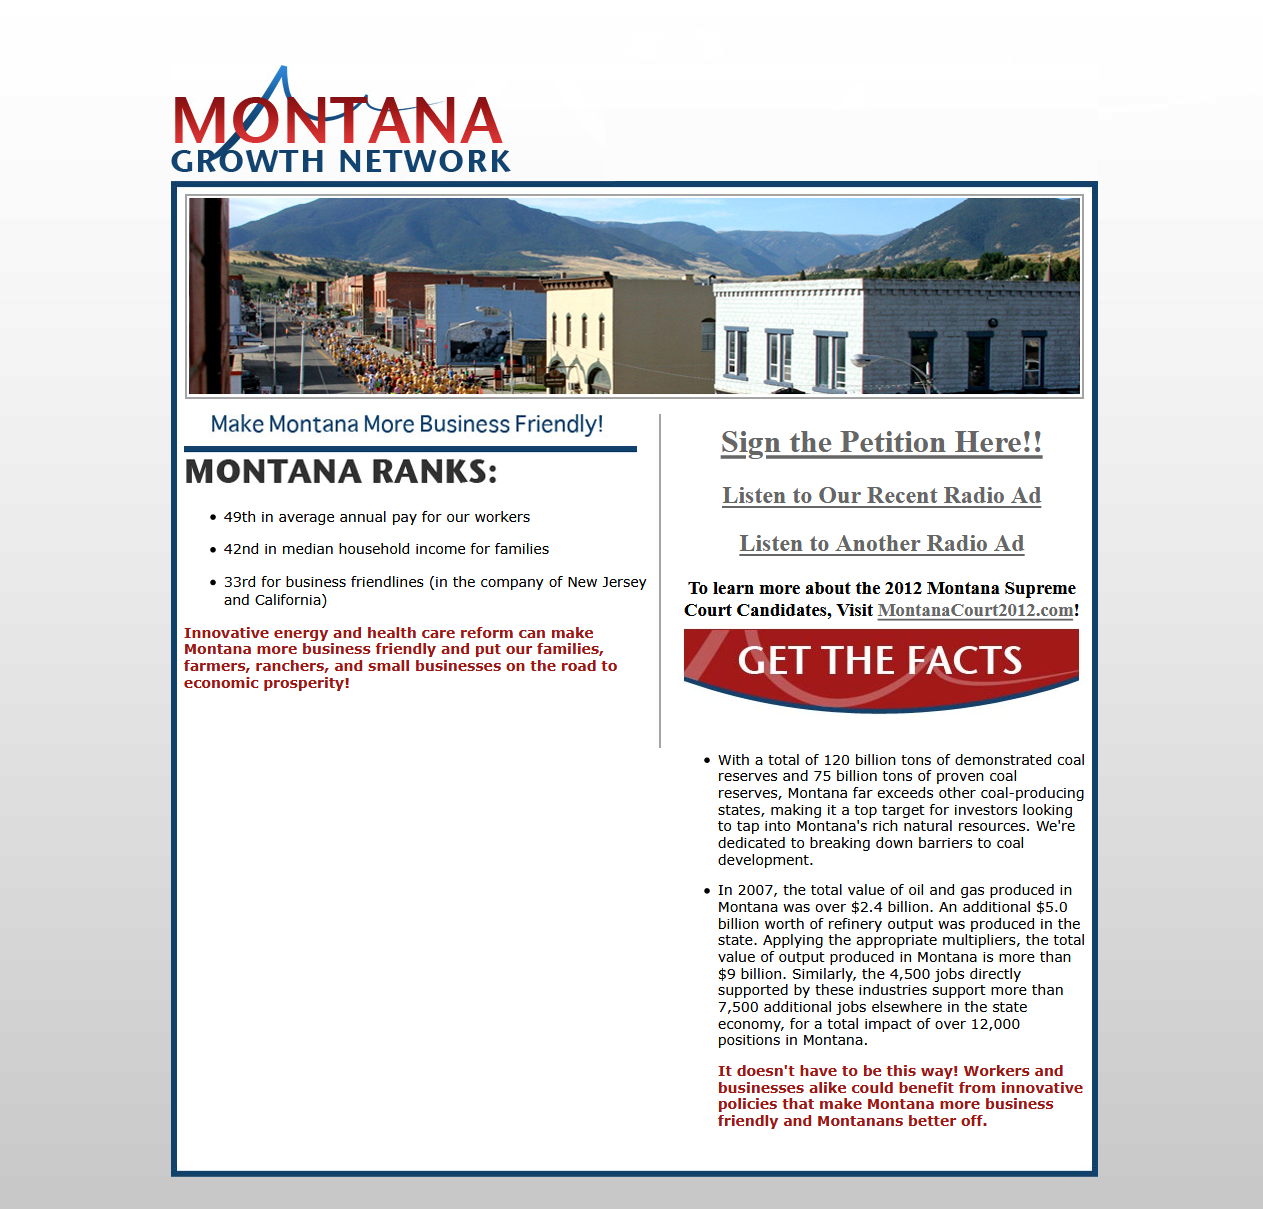 MONTANA
GROWTH NETWORK
Make Montana More Business Friendly!
MONTANA RANKS:
49th in average annual pay for our workers
42nd in median household income for families
33rd for business friendlines (in the company of New Jersey
and California)
Innovative energy and health care reform can make
Montana more business friendly and put our families,
farmers, ranchers, and small businesses on the road to
economic prosperity!
Sign the Petition Here!!
Listen to Our Recent Radio Ad
Listen to Another Radio Ad
To learn more about the 2012 Montana Supreme
Court Candidates, Visit MontanaCourt2012.com!
GET THE FACTS
With a total of 120 billion tons of demonstrated coal
reserves and 75 billion tons of proven coal
reserves, Montana far exceeds other coal-producing
states, making it a top target for investors looking
to tap into Montana's rich natural resources. We're
dedicated to breaking down barriers to coal
development.
In 2007, the total value of oil and gas produced in
Montana was over $2.4 billion. An additional $5.0
billion worth of refinery output was produced in the
state. Applying the appropriate multipliers, the total
value of output produced in Montana is more than
$9 billion. Similarly, the 4,500 jobs directly
supported by these industries support more than
7,500 additional jobs elsewhere in the state
economy, for a total impact of over 12,000
positions in Montana.
It doesn't have to be this way! Workers and
businesses alike could benefit from innovative
policies that make Montana more business
friendly and Montanans better off.